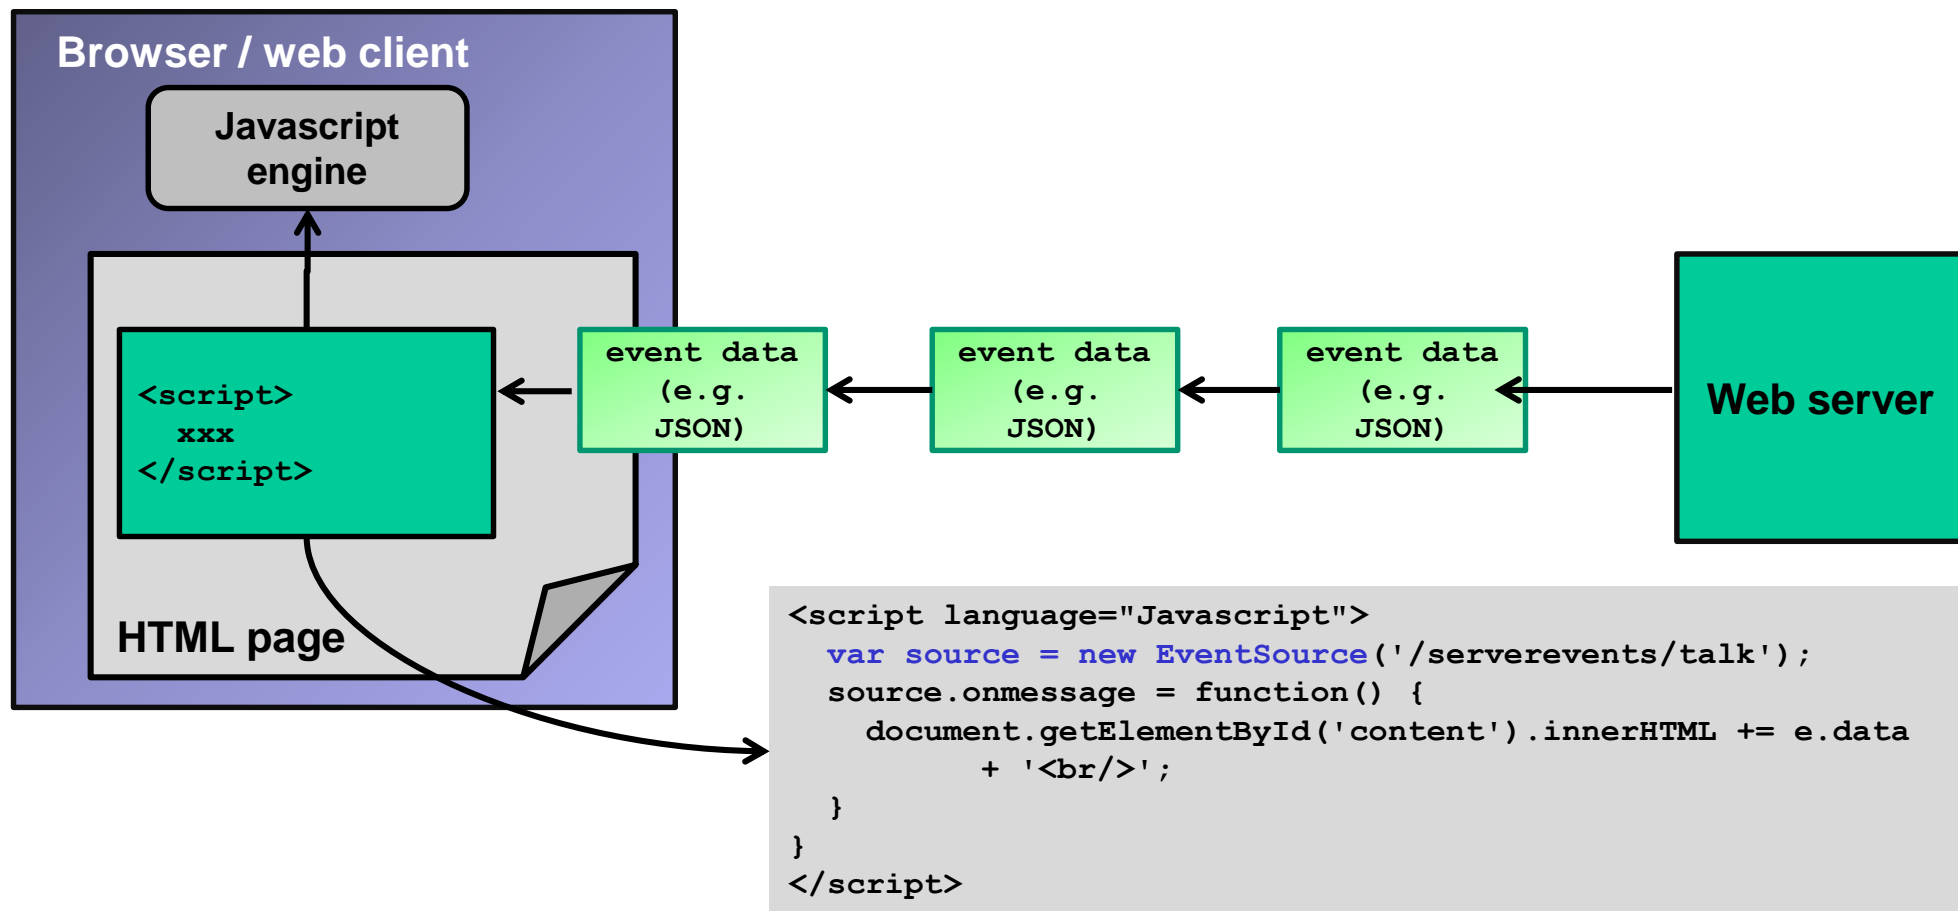 Browser / web client
Javascript
engine
<script>
  xxx
</script>
HTML page
event data
(e.g.
JSON)
event data
(e.g.
JSON)
event data
(e.g.
JSON)
Web server
<script language="Javascript">
  var source = new EventSource('/serverevents/talk');
  source.onmessage = function() {
    document.getElementById('content').innerHTML += e.data
          + '<br/>';
  }
}
</script>